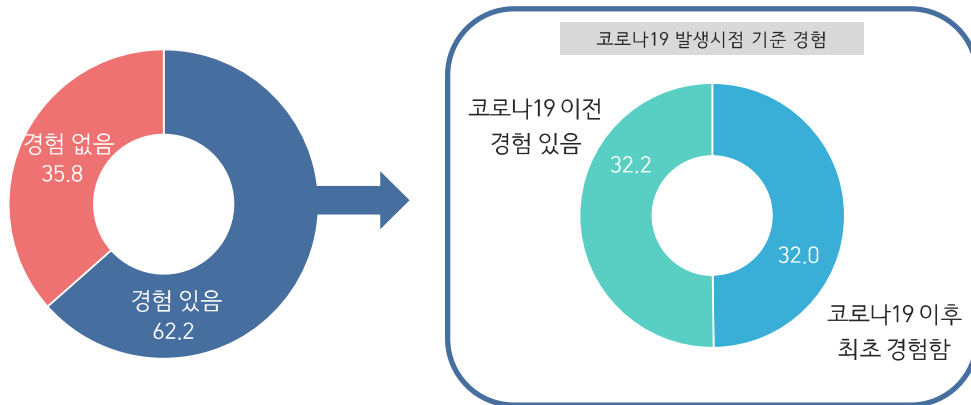 코로나19 발생시점 기준 경험
경험 없음
35.8
경험 있음
62.2
코로나19 이전
경험 있음
32.2
32.0
코로나19 이후
최초 경험함